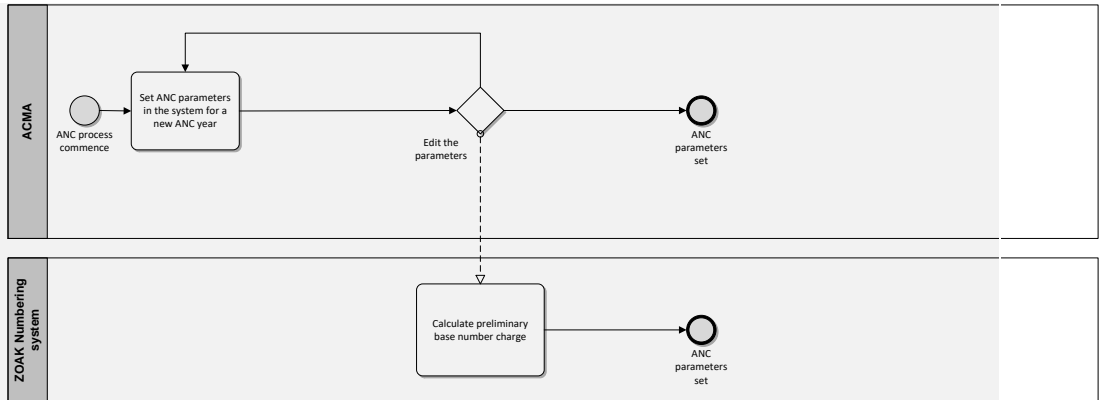 ACMA
ANC process
commence
Set ANC parameters
in the system for a
new ANC year
Edit the
parameters
ANC
parameters
set
ZOAK Numbering
system
Calculate preliminary
base number charge
ANC
parameters
set